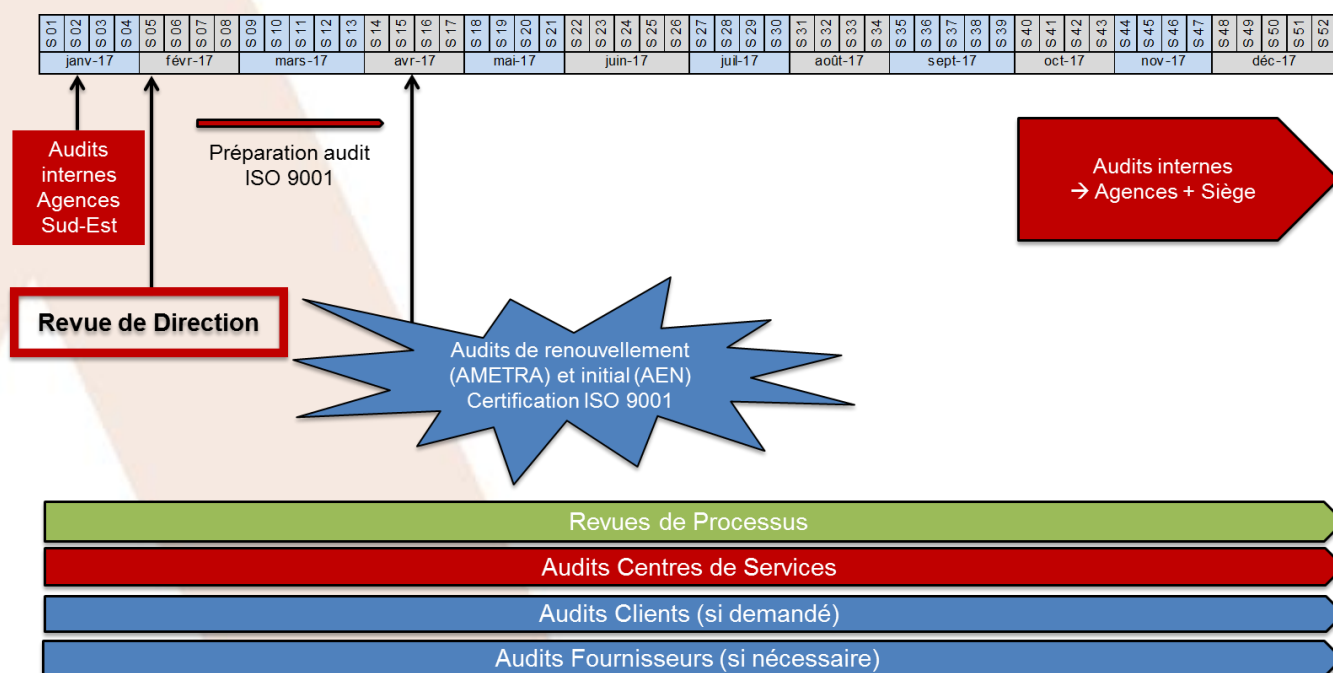 S 01 S 02 S 03 S 04 S 05 S 06 S 07 S 08 S 09 S 10 S 11 S 12 S 13 S 14 S 15 S 16 S 17 S 18 S 19 S 20 S 21 S 22 S 23 S 24 S 25 S 26 S 27 S 28 S 29 S 30 S 31 S 32 S 33 S 34 S 35 S 36 S 37 S 38 S 39 S 40 S 41 S 42 S 43 S 44 S 45 S 46 S 47 S 48 S 49 S 50 S 51 S 52
janv-17 févr-17 mars-17 avr-17 mai-17 juin-17 juil-17 août-17 sept-17 oct-17 nov-17 déc-17
Audits
internes
Agences
Sud-Est
Préparation audit
ISO 9001
Audits internes
→ Agences + Siège
Revue de Direction
Audits de renouvellement
(AMETRA) et initial (AEN)
Certification ISO 9001
Revues de Processus
Audits Centres de Services
Audits Clients (si demandé)
Audits Fournisseurs (si nécessaire)